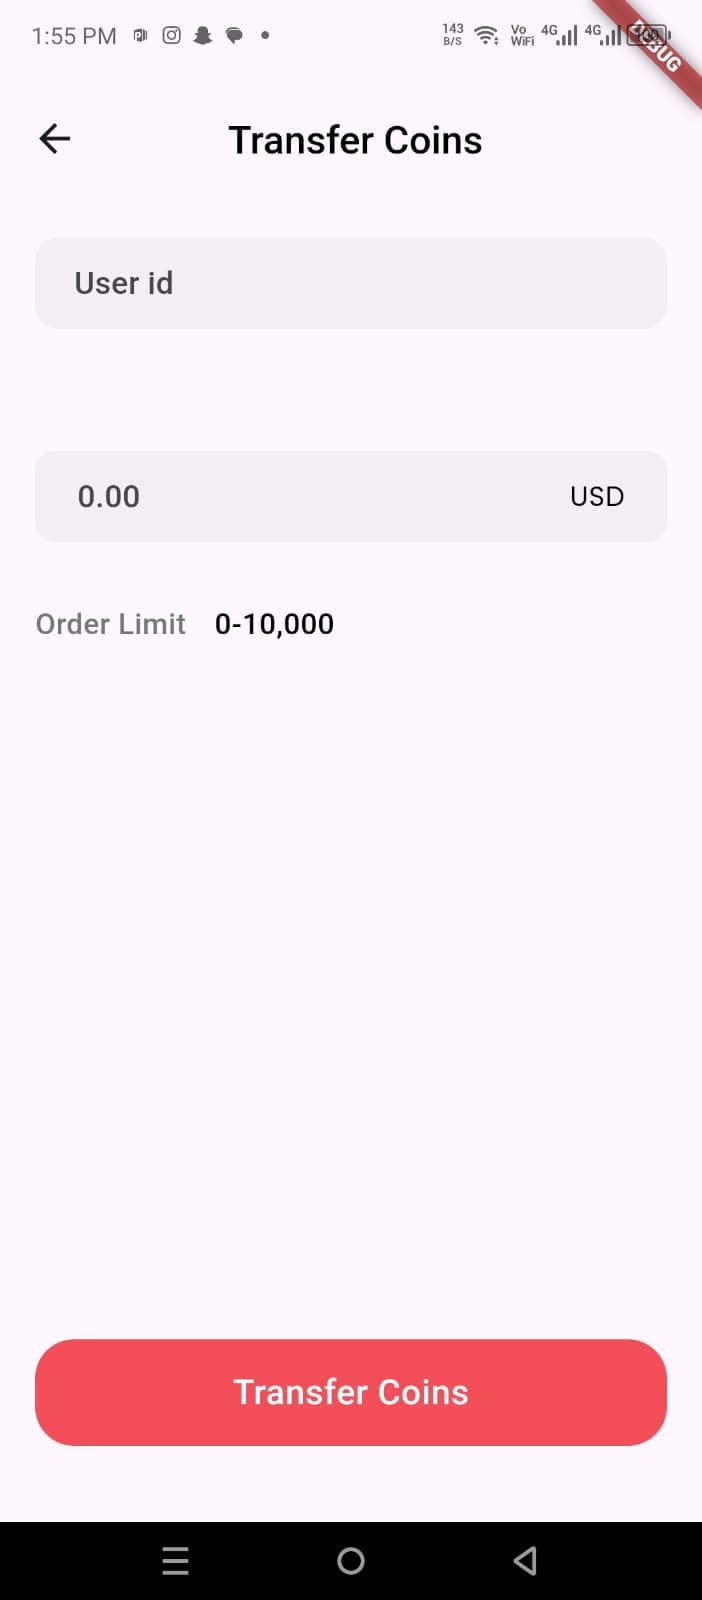 1:55 PM
143
B/S
Vo
WiFi
4G
4G
100
DEBUG
Transfer Coins
User id
0.00
USD
Order Limit
0-10,000
Transfer Coins